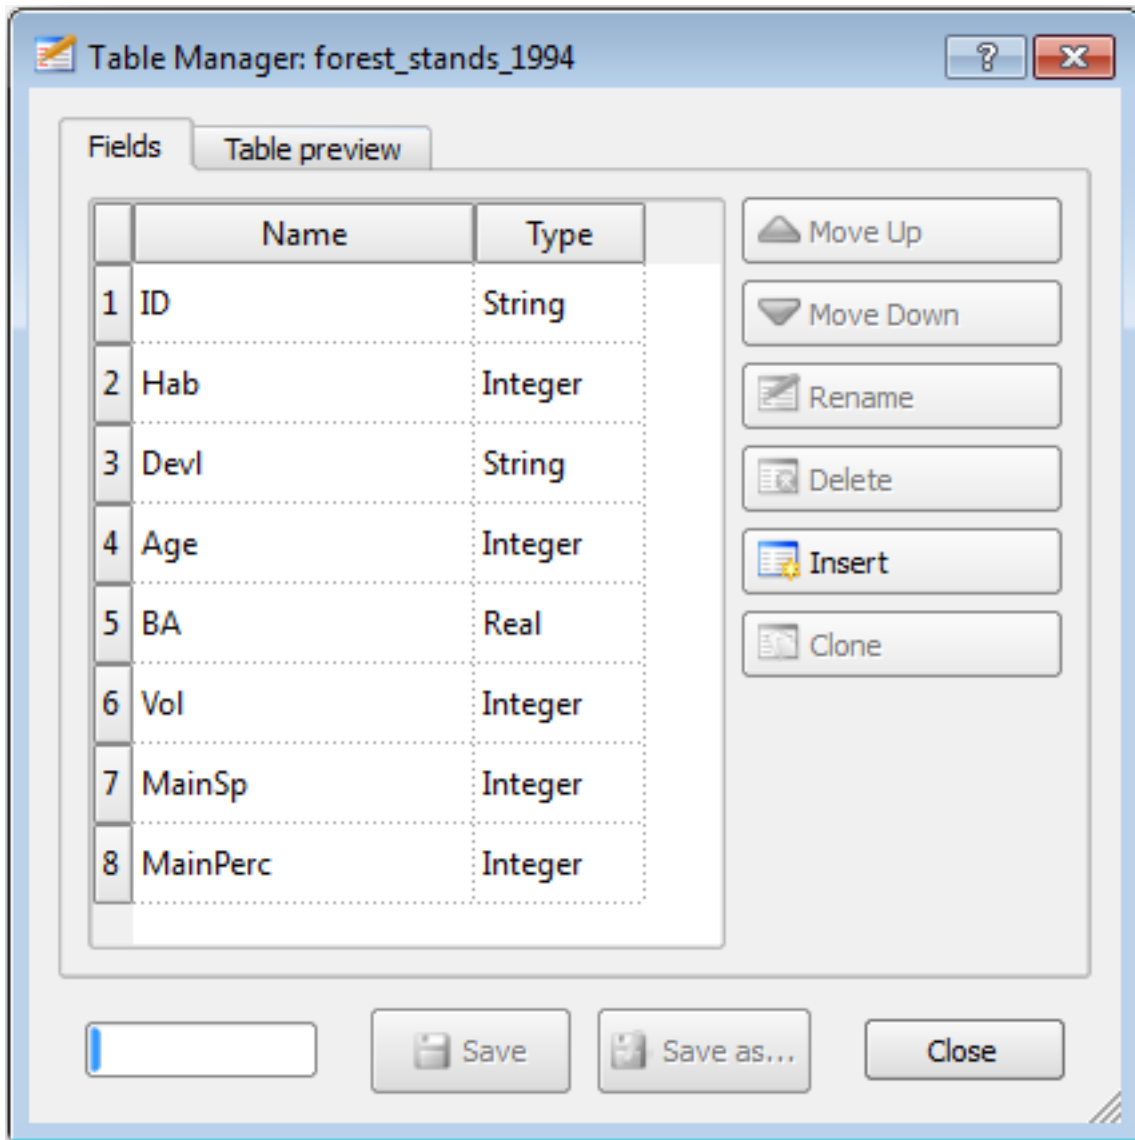 Table Manager: forest_stands_1994 ?
Fields Table preview
Name Type
1 ID String
2 Hab Integer
3 Devl String
4 Age Integer
5 BA Real
6 Vol Integer
7 MainSp Integer
8 MainPerc Integer
Move Up
Move Down
Rename
Delete
Insert
Clone
Save Save as... Close